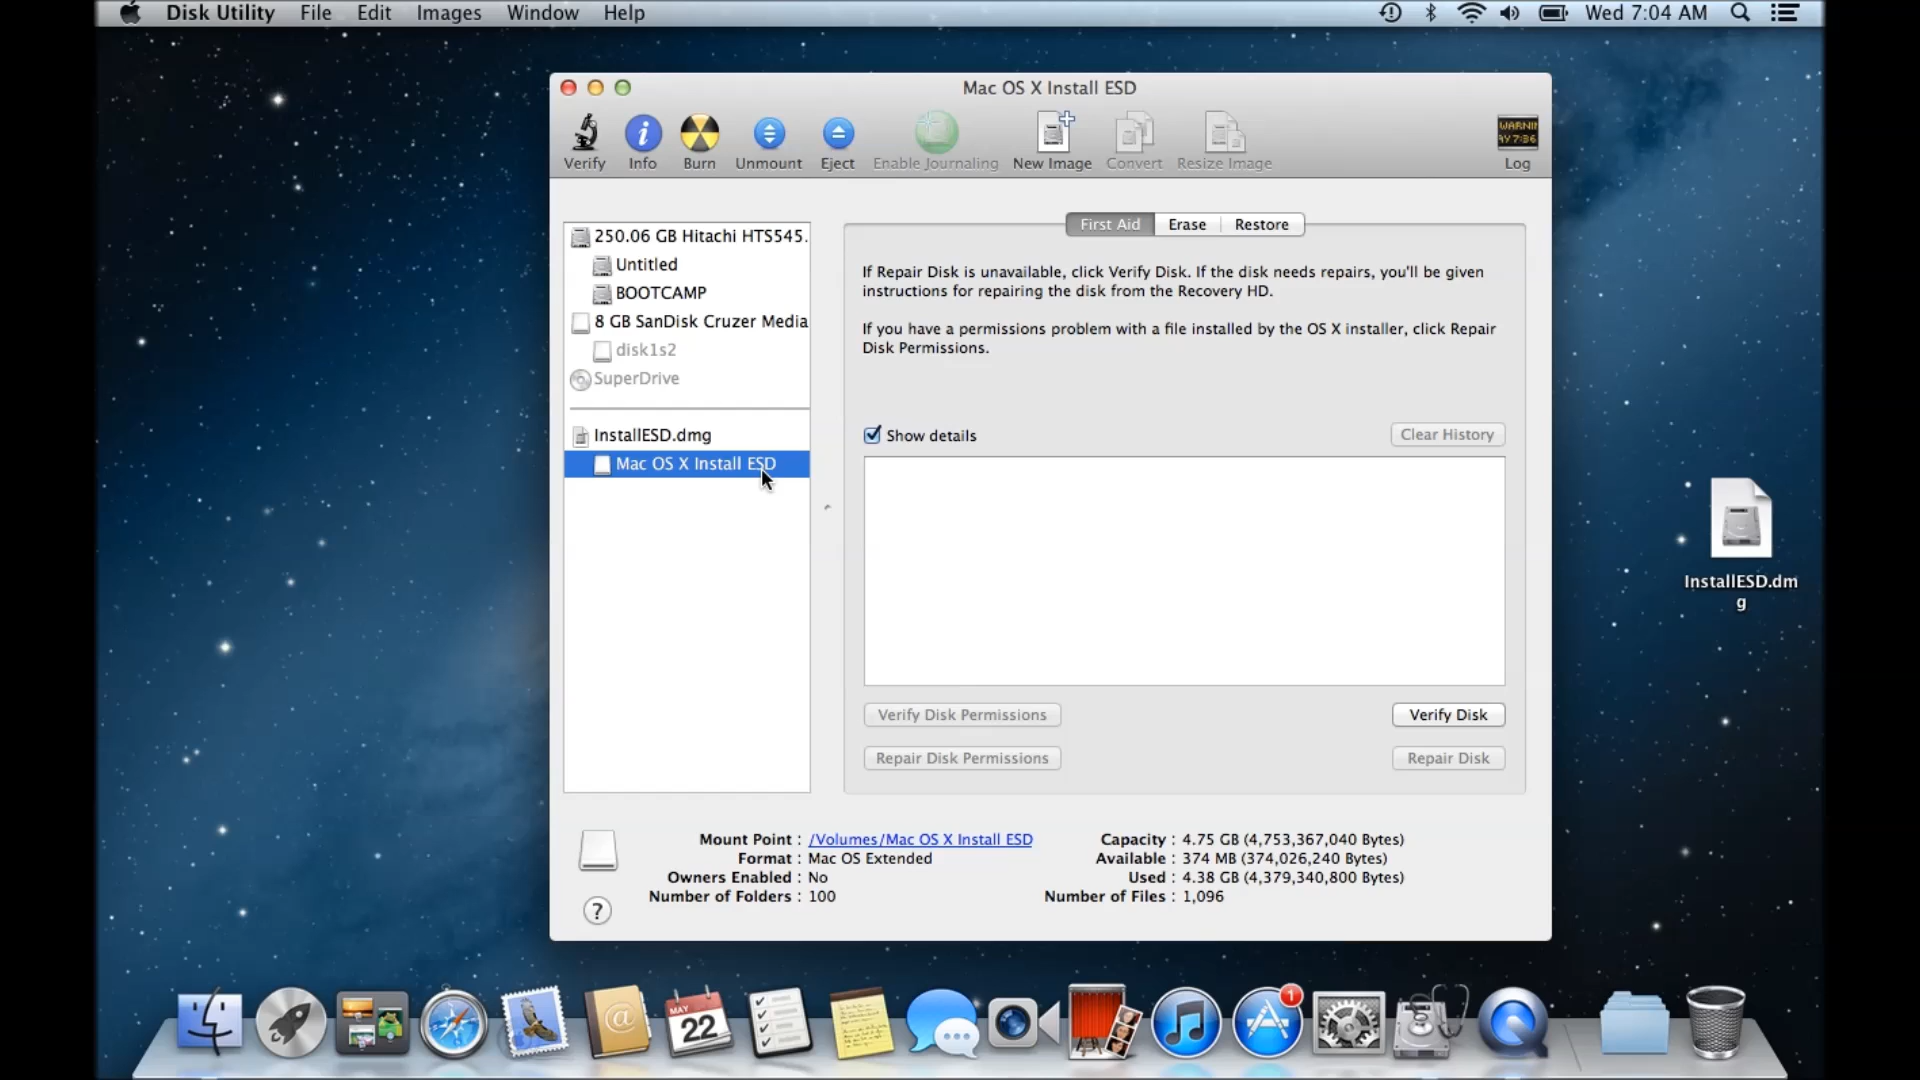 Disk Utility File Edit Images Window Help Wed 7:04 AM
Mac OS X Install ESD
Verify Info Burn Unmount Eject Enable Journaling New Image Convert Resize Image Log
WARNIN
AY 7:36
250.06 GB Hitachi HTS545.
Untitled
BOOTCAMP
8 GB SanDisk Cruzer Media
disk1s2
SuperDrive
InstallESD.dmg
Mac OS X Install ESD
First Aid Erase Restore
If Repair Disk is unavailable, click Verify Disk. If the disk needs repairs, you'll be given
instructions for repairing the disk from the Recovery HD.
If you have a permissions problem with a file installed by the OS X installer, click Repair
Disk Permissions.
Show details Clear History
Verify Disk Permissions Verify Disk
Repair Disk Permissions Repair Disk
Mount Point : /Volumes/Mac OS X Install ESD
Format : Mac OS Extended
Owners Enabled : No
Number of Folders : 100
Capacity : 4.75 GB (4,753,367,040 Bytes)
Available : 374 MB (374,026,240 Bytes)
Used : 4.38 GB (4,379,340,800 Bytes)
Number of Files : 1,096
?
InstallESD.dm
g
MAY
22
1